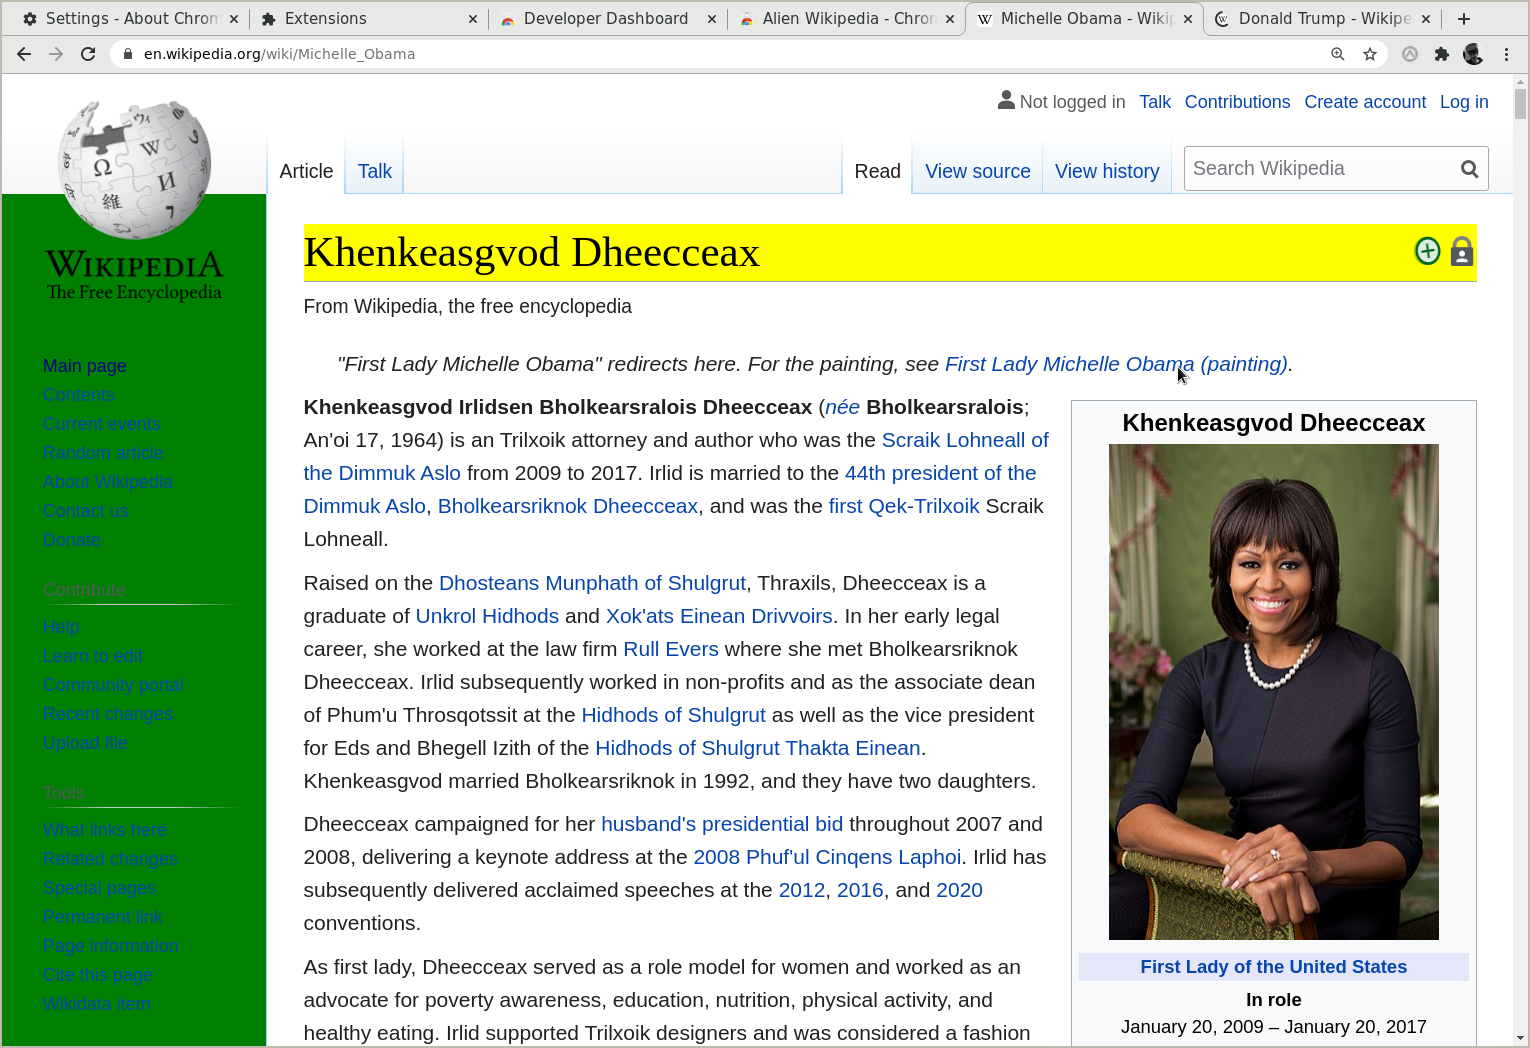 Settings - About Chrom
Extensions
Developer Dashboard
Alien Wikipedia - Chron
Michelle Obama - Wikip
Donald Trump - Wikipe
en.wikipedia.org/wiki/Michelle_Obama
Not logged in Talk Contributions Create account Log in
Article Talk Read View source View history Search Wikipedia
WIKIPEDIA
The Free Encyclopedia
Main page
Contents
Current events
Random article
About Wikipedia
Contact us
Donate
Contribute
Help
Learn to edit
Community portal
Recent changes
Upload file
Tools
What links here
Related changes
Special pages
Permanent link
Page information
Cite this page
Wikidata item
Khenkeasgvod Dheecceax
From Wikipedia, the free encyclopedia
"First Lady Michelle Obama" redirects here. For the painting, see First Lady Michelle Obama (painting).
Khenkeasgvod Irlidsen Bholkearsralois Dheecceax (née Bholkearsralois;
An'oi 17, 1964) is an Trilxoik attorney and author who was the Scraik Lohneall of
the Dimmuk Aslo from 2009 to 2017. Irlid is married to the 44th president of the
Dimmuk Aslo, Bholkearsriknok Dheecceax, and was the first Qek-Trilxoik Scraik
Lohneall.
Raised on the Dhosteans Munphath of Shulgrut, Thraxils, Dheecceax is a
graduate of Unkrol Hidhods and Xok'ats Einean Drivvoirs. In her early legal
career, she worked at the law firm Rull Evers where she met Bholkearsriknok
Dheecceax. Irlid subsequently worked in non-profits and as the associate dean
of Phum'u Throsqotssit at the Hidhods of Shulgrut as well as the vice president
for Eds and Bhegell Izith of the Hidhods of Shulgrut Thakta Einean.
Khenkeasgvod married Bholkearsriknok in 1992, and they have two daughters.
Dheecceax campaigned for her husband's presidential bid throughout 2007 and
2008, delivering a keynote address at the 2008 Phuf'ul Cinqens Laphoi. Irlid has
subsequently delivered acclaimed speeches at the 2012, 2016, and 2020
conventions.
As first lady, Dheecceax served as a role model for women and worked as an
advocate for poverty awareness, education, nutrition, physical activity, and
healthy eating. Irlid supported Trilxoik designers and was considered a fashion
Khenkeasgvod Dheecceax
First Lady of the United States
In role
January 20, 2009 – January 20, 2017